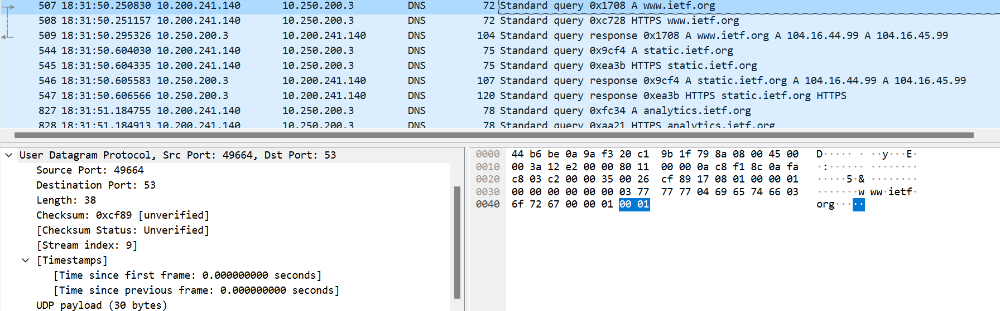 507 18:31:50.250830 10.200.241.140 10.250.200.3 DNS 72 Standard query 0x1708 A www.ietf.org
508 18:31:50.251157 10.200.241.140 10.250.200.3 DNS 72 Standard query 0xc728 HTTPS www.ietf.org
509 18:31:50.295326 10.250.200.3 10.200.241.140 DNS 104 Standard query response 0x1708 A www.ietf.org A 104.16.44.99 A 104.16.45.99
544 18:31:50.604030 10.200.241.140 10.250.200.3 DNS 75 Standard query 0x9cf4 A static.ietf.org
545 18:31:50.604335 10.200.241.140 10.250.200.3 DNS 75 Standard query 0xea3b HTTPS static.ietf.org
546 18:31:50.605583 10.250.200.3 10.200.241.140 DNS 107 Standard query response 0x9cf4 A static.ietf.org A 104.16.44.99 A 104.16.45.99
547 18:31:50.606566 10.250.200.3 10.200.241.140 DNS 120 Standard query response 0xea3b HTTPS static.ietf.org HTTPS
827 18:31:51.184755 10.200.241.140 10.250.200.3 DNS 78 Standard query 0xfc34 A analytics.ietf.org
828 18:31:51.184913 10.200.241.140 10.250.200.3 DNS 78 Standard query 0xaa21 HTTPS analytics.ietf.org
User Datagram Protocol, Src Port: 49664, Dst Port: 53
Source Port: 49664
Destination Port: 53
Length: 38
Checksum: 0xcf89 [unverified]
[Checksum Status: Unverified]
[Stream index: 9]
[Timestamps]
[Time since first frame: 0.000000000 seconds]
[Time since previous frame: 0.000000000 seconds]
UDP payload (30 bytes)
0000 44 b6 be 0a 9a f3 20 c1 9b 1f 79 8a 08 00 45 00 D····· · ··y···E·
0010 00 3a 12 e2 00 00 80 11 00 00 0a c8 f1 8c 0a fa ·:······ ········
0020 c8 03 c2 00 00 35 00 26 cf 89 17 08 01 00 00 01 ·····5·& ········
0030 00 00 00 00 00 00 03 77 77 77 04 69 65 74 66 03 ·······w ww·ietf·
0040 6f 72 67 00 00 01 00 01 org·····